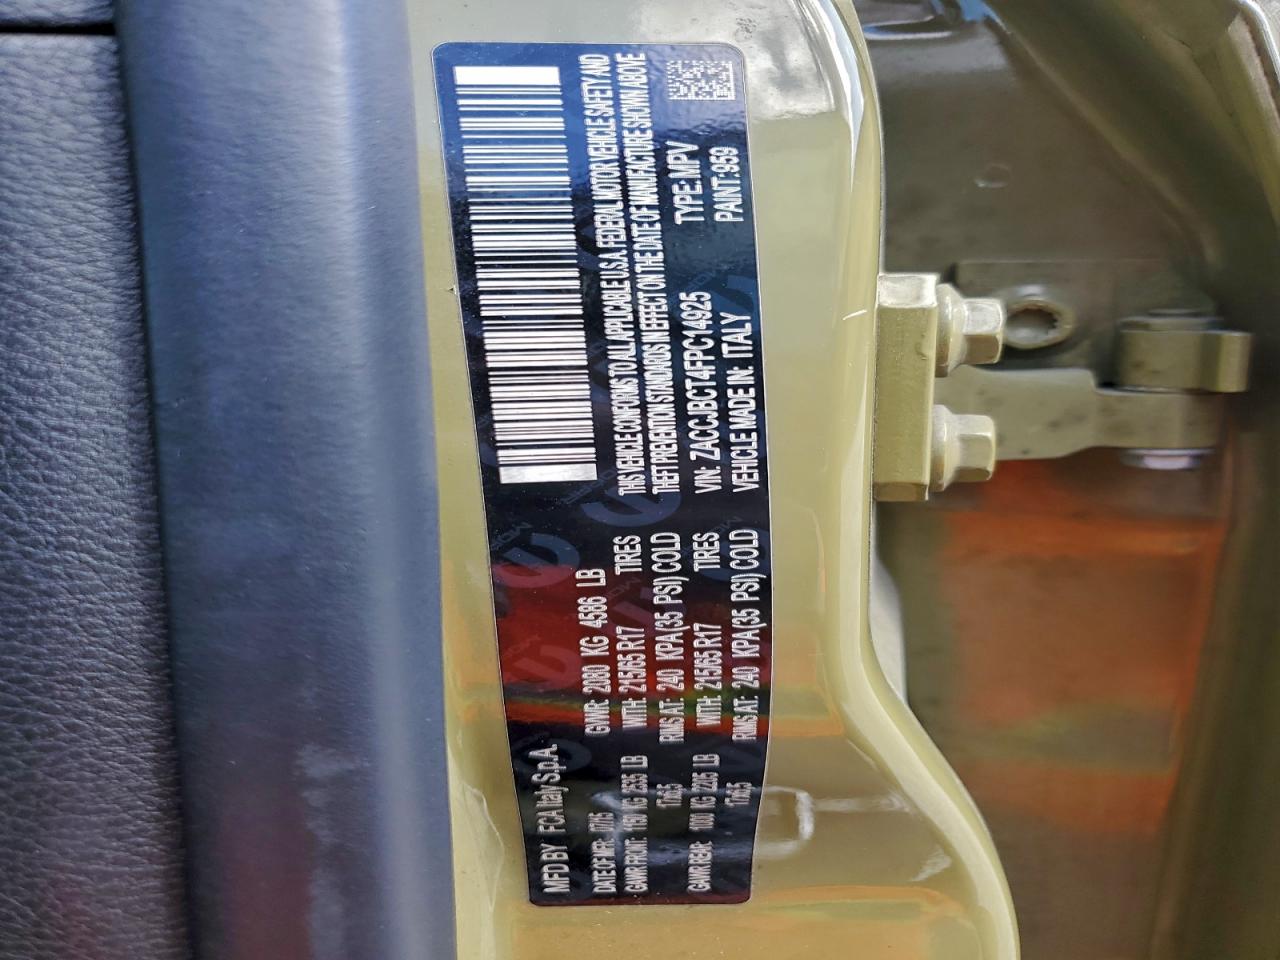 MFD BY FCA Italy S.p.A.
DATE OF MFR: 07/15 GVWR: 2080 KG 4586 LB
GAWR FRONT: 1150 KG 2535 LB WITH: 215/65 R17 TIRES
17x6.5 RIMS AT: 240 KPA(35 PSI) COLD
GAWR REAR: 1000 KG 2205 LB WITH: 215/65 R17 TIRES
17x6.5 RIMS AT: 240 KPA(35 PSI) COLD
THIS VEHICLE CONFORMS TO ALL APPLICABLE U.S.A. FEDERAL MOTOR VEHICLE SAFETY AND
THEFT PREVENTION STANDARDS IN EFFECT ON THE DATE OF MANUFACTURE SHOWN ABOVE
VIN: ZACCJBCT4FPC14925 TYPE: MPV
VEHICLE MADE IN: ITALY PAINT: 959